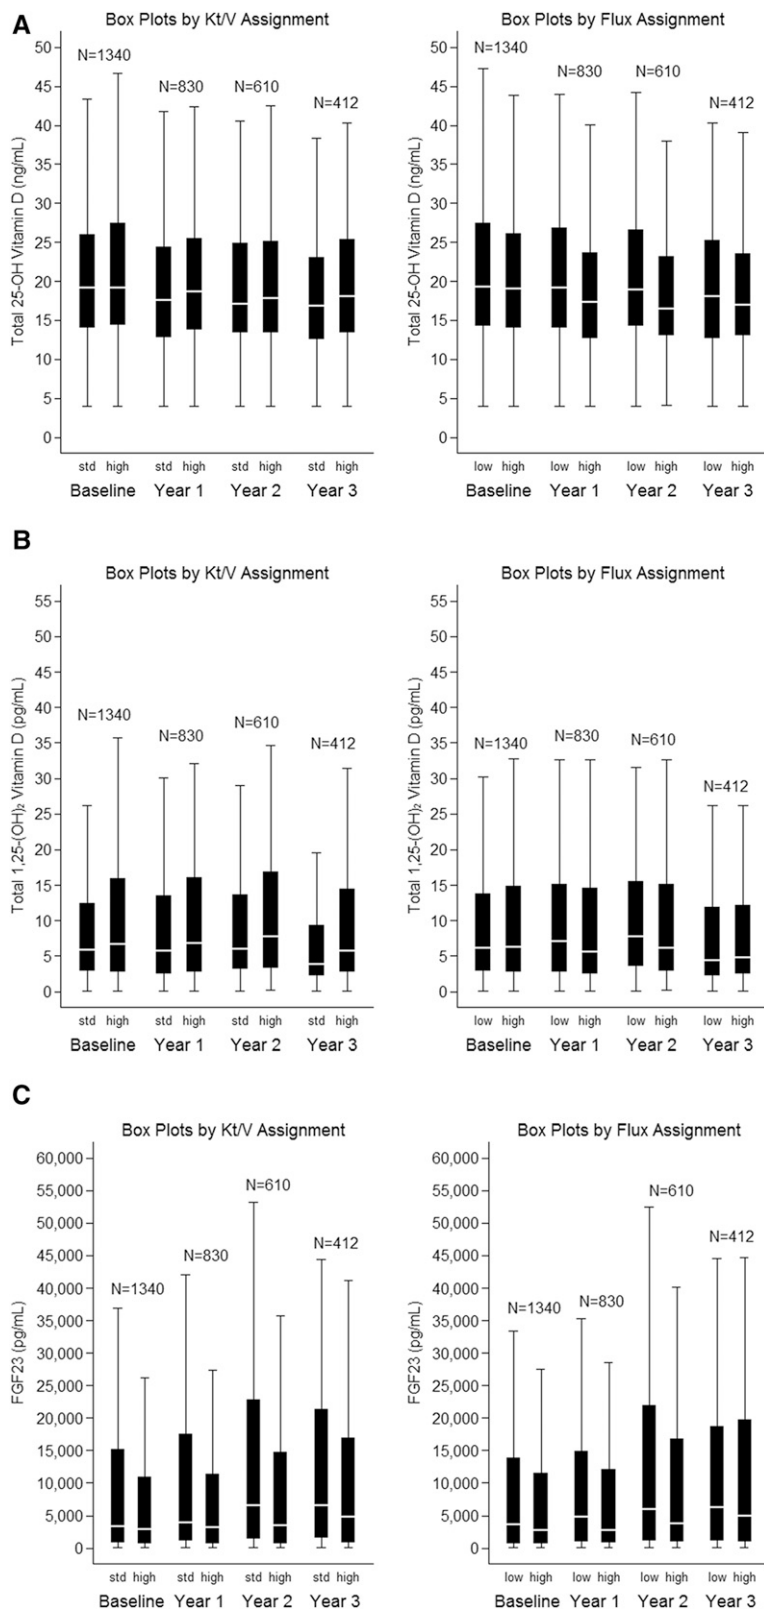 A
Box Plots by Kt/V Assignment
Total 25-OH Vitamin D (ng/mL)
50
45
40
35
30
25
20
15
10
5
0
N=1340
N=830
N=610
N=412
std high std high std high std high
Baseline Year 1 Year 2 Year 3
Box Plots by Flux Assignment
Total 25-OH Vitamin D (ng/mL)
50
45
40
35
30
25
20
15
10
5
0
N=1340
N=830
N=610
N=412
low high low high low high low high
Baseline Year 1 Year 2 Year 3
B
Box Plots by Kt/V Assignment
Total 1,25-(OH)₂ Vitamin D (pg/mL)
55
50
45
40
35
30
25
20
15
10
5
0
N=1340
N=830
N=610
N=412
std high std high std high std high
Baseline Year 1 Year 2 Year 3
Box Plots by Flux Assignment
Total 1,25-(OH)₂ Vitamin D (pg/mL)
55
50
45
40
35
30
25
20
15
10
5
0
N=1340
N=830
N=610
N=412
low high low high low high low high
Baseline Year 1 Year 2 Year 3
C
Box Plots by Kt/V Assignment
FGF23 (pg/mL)
60,000
55,000
50,000
45,000
40,000
35,000
30,000
25,000
20,000
15,000
10,000
5,000
0
N=1340
N=830
N=610
N=412
std high std high std high std high
Baseline Year 1 Year 2 Year 3
Box Plots by Flux Assignment
FGF23 (pg/mL)
60,000
55,000
50,000
45,000
40,000
35,000
30,000
25,000
20,000
15,000
10,000
5,000
0
N=1340
N=830
N=610
N=412
low high low high low high low high
Baseline Year 1 Year 2 Year 3